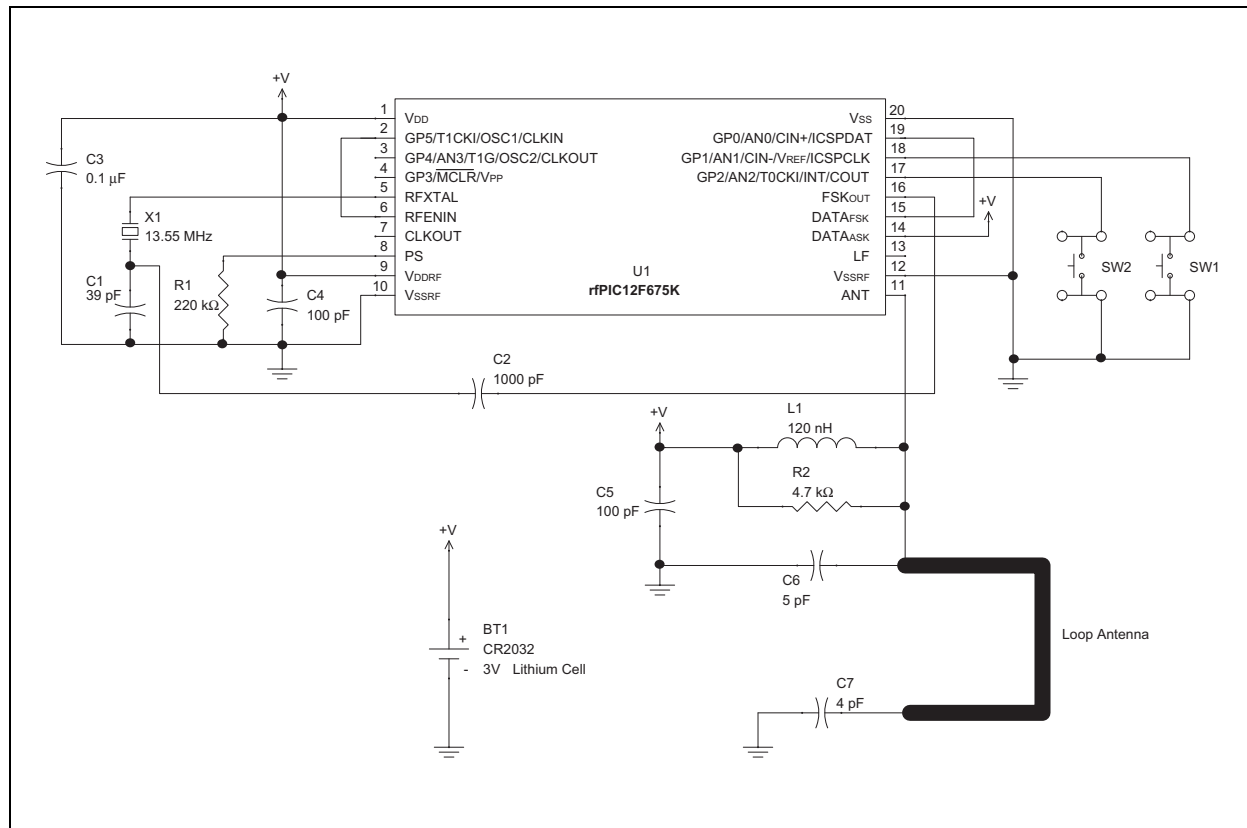 +V
C3
0.1 µF
X1
13.55 MHz
C1
39 pF
R1
220 kΩ
C4
100 pF
1 VDD
2 GP5/T1CKI/OSC1/CLKIN
3 GP4/AN3/T1G/OSC2/CLKOUT
4 GP3/MCLR/VPP
5 RFXTAL
6 RFENIN
7 CLKOUT
8 PS
9 VDDRF
10 VSSRF
U1
rfPIC12F675K
VSS 20
GP0/AN0/CIN+/ICSPDAT 19
GP1/AN1/CIN-/VREF/ICSPCLK 18
GP2/AN2/T0CKI/INT/COUT 17
FSKOUT 16
DATAFSK 15
DATAASK 14
LF 13
VSSRF 12
ANT 11
+V
SW2
SW1
C2
1000 pF
+V
L1
120 nH
R2
4.7 kΩ
C5
100 pF
C6
5 pF
Loop Antenna
C7
4 pF
+V
+
-
BT1
CR2032
3V Lithium Cell